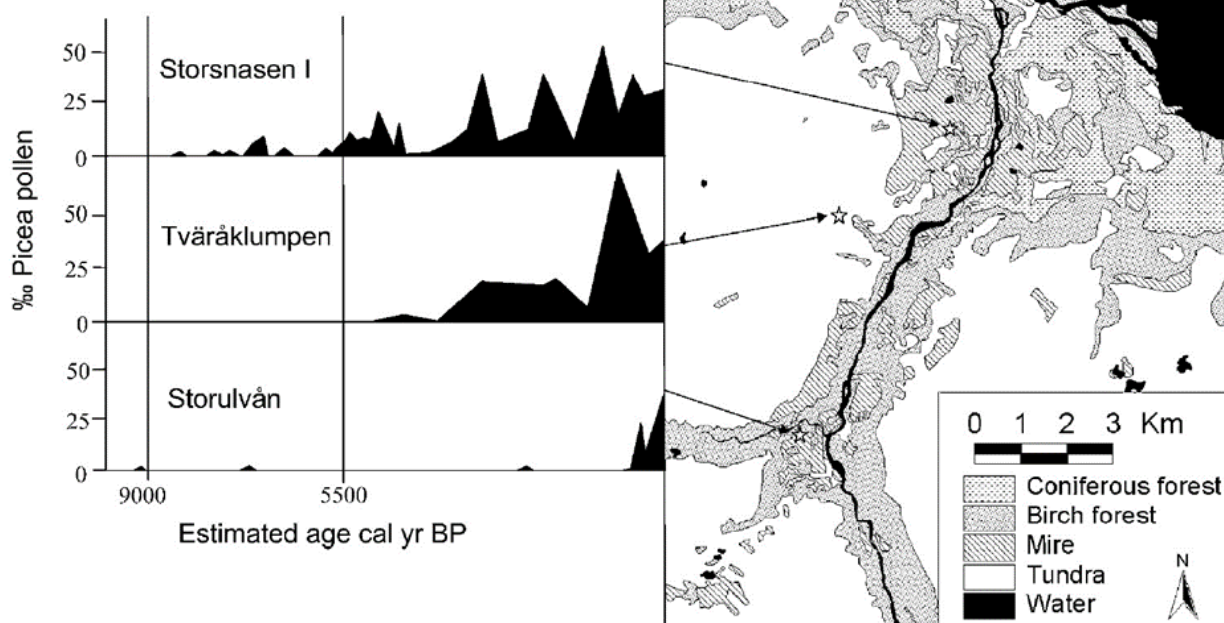 ‰ Picea pollen
50
25
0
Storsnasen I
50
25
0
Tväråklumpen
50
25
0
Storulvån
9000
5500
Estimated age cal yr BP
0 1 2 3 Km
Coniferous forest
Birch forest
Mire
Tundra
Water
N